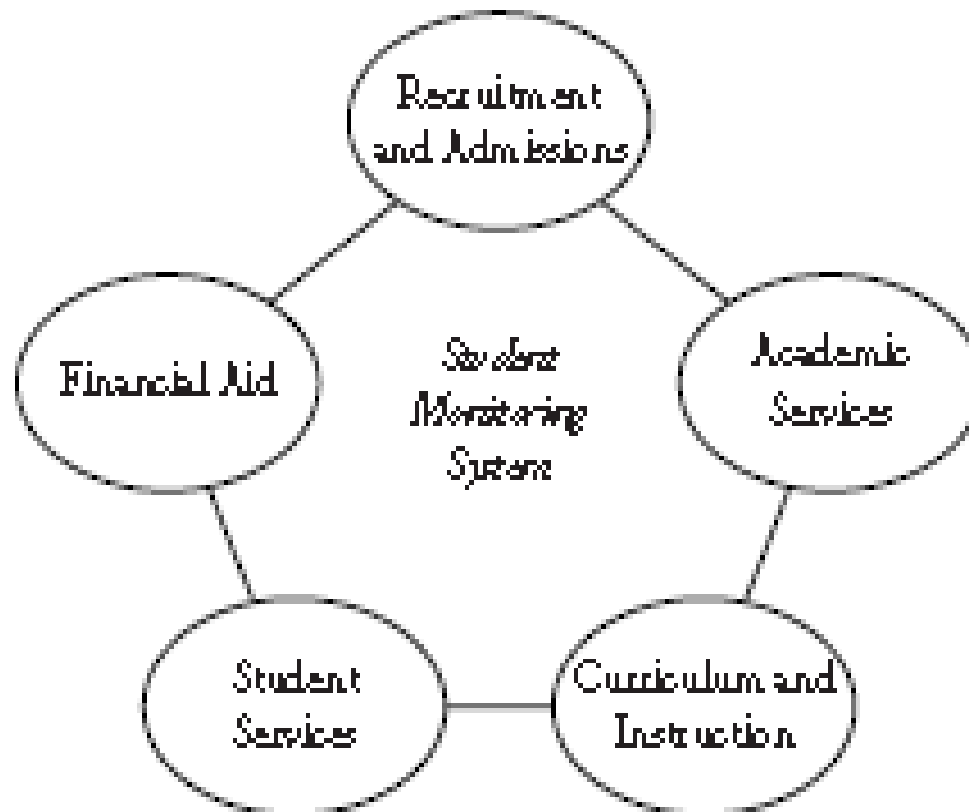 Recruitment
and Admissions
Financial Aid
Student
Monitoring
System
Academic
Services
Student
Services
Curriculum and
Instruction